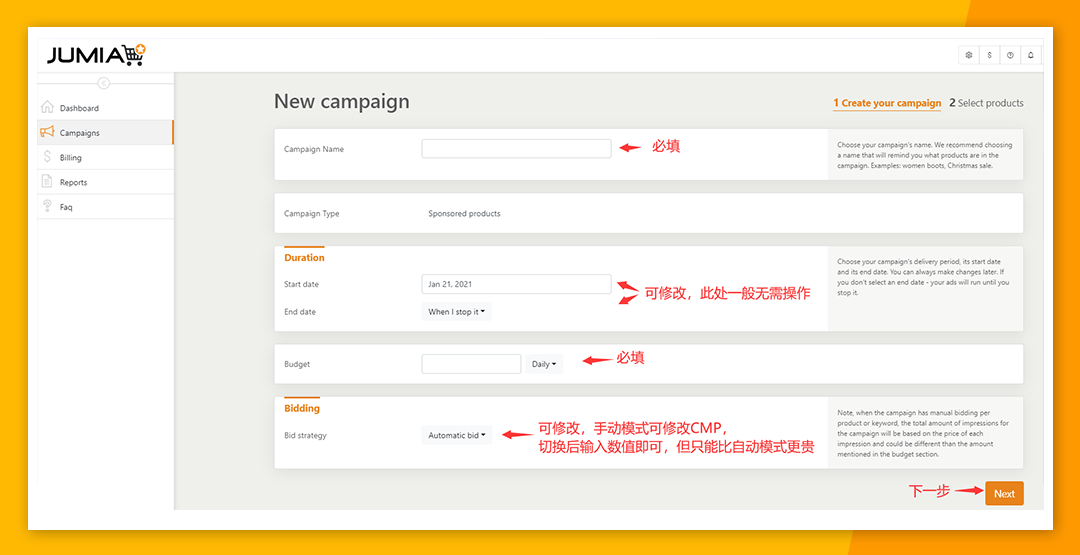 JUMIA
New campaign
1 Create your campaign 2 Select products
Dashboard
Campaigns
Billing
Reports
Faq
Campaign Name
必填
Choose your campaign's name. We recommend choosing
a name that will remind you what products are in the
campaign. Examples: women boots, Christmas sale.
Campaign Type
Sponsored products
Duration
Start date
Jan 21, 2021
End date
When I stop it
可修改，此处一般无需操作
Choose your campaign's delivery period, its start date
and its end date. You can always make changes later. If
you don't select an end date - your ads will run until you
stop it.
Budget
Daily
必填
Bidding
Bid strategy
Automatic bid
可修改，手动模式可修改CMP，
切换后输入数值即可，但只能比自动模式更贵
Note, when the campaign has manual bidding per
product or keyword, the total amount of impressions for
the campaign will be based on the price of each
impression and could be different than the amount
mentioned in the budget section.
下一步
Next